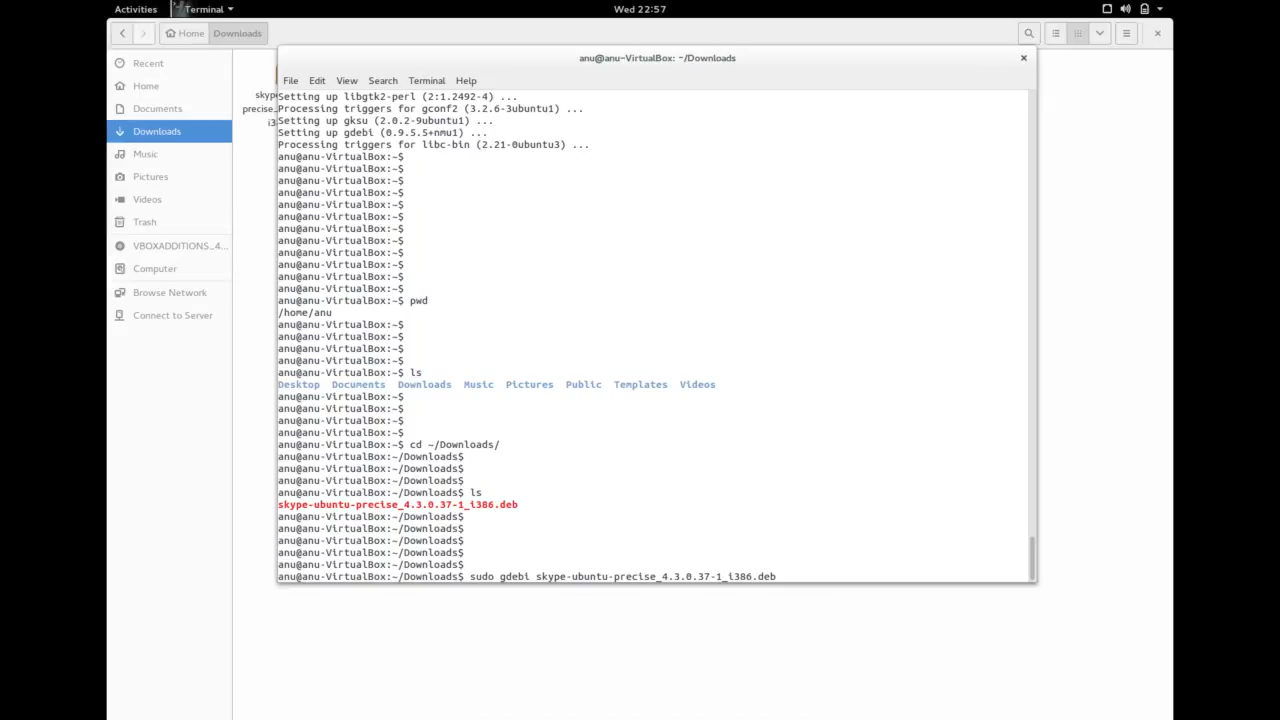 Activities Terminal Wed 22:57
Home Downloads
Recent
Home
Documents
Downloads
Music
Pictures
Videos
Trash
VBOXADDITIONS_4...
Computer
Browse Network
Connect to Server
skyp
precise_
i3
anu@anu-VirtualBox: ~/Downloads
File Edit View Search Terminal Help
Setting up libgtk2-perl (2:1.2492-4) ...
Processing triggers for gconf2 (3.2.6-3ubuntu1) ...
Setting up gksu (2.0.2-9ubuntu1) ...
Setting up gdebi (0.9.5.5+nmu1) ...
Processing triggers for libc-bin (2.21-0ubuntu3) ...
anu@anu-VirtualBox:~$
anu@anu-VirtualBox:~$
anu@anu-VirtualBox:~$
anu@anu-VirtualBox:~$
anu@anu-VirtualBox:~$
anu@anu-VirtualBox:~$
anu@anu-VirtualBox:~$
anu@anu-VirtualBox:~$
anu@anu-VirtualBox:~$
anu@anu-VirtualBox:~$
anu@anu-VirtualBox:~$
anu@anu-VirtualBox:~$
anu@anu-VirtualBox:~$ pwd
/home/anu
anu@anu-VirtualBox:~$
anu@anu-VirtualBox:~$
anu@anu-VirtualBox:~$
anu@anu-VirtualBox:~$
anu@anu-VirtualBox:~$ ls
Desktop Documents Downloads Music Pictures Public Templates Videos
anu@anu-VirtualBox:~$
anu@anu-VirtualBox:~$
anu@anu-VirtualBox:~$
anu@anu-VirtualBox:~$
anu@anu-VirtualBox:~$ cd ~/Downloads/
anu@anu-VirtualBox:~/Downloads$
anu@anu-VirtualBox:~/Downloads$
anu@anu-VirtualBox:~/Downloads$
anu@anu-VirtualBox:~/Downloads$ ls
skype-ubuntu-precise_4.3.0.37-1_i386.deb
anu@anu-VirtualBox:~/Downloads$
anu@anu-VirtualBox:~/Downloads$
anu@anu-VirtualBox:~/Downloads$
anu@anu-VirtualBox:~/Downloads$
anu@anu-VirtualBox:~/Downloads$
anu@anu-VirtualBox:~/Downloads$ sudo gdebi skype-ubuntu-precise_4.3.0.37-1_i386.deb